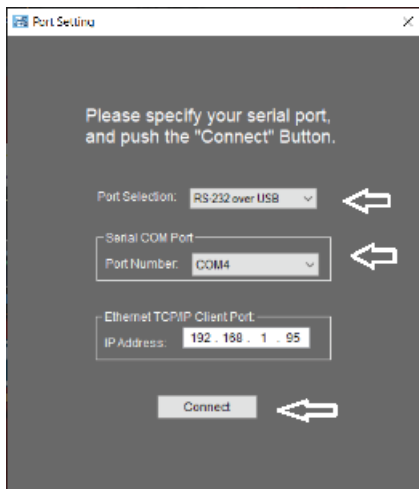 Port Setting
Please specify your serial port,
and push the "Connect" Button.
Port Selection: RS-232 over USB
Serial COM Port
Port Number: COM4
Ethernet TCP/IP Client Port:
IP Address: 192 . 168 . 1 . 95
Connect